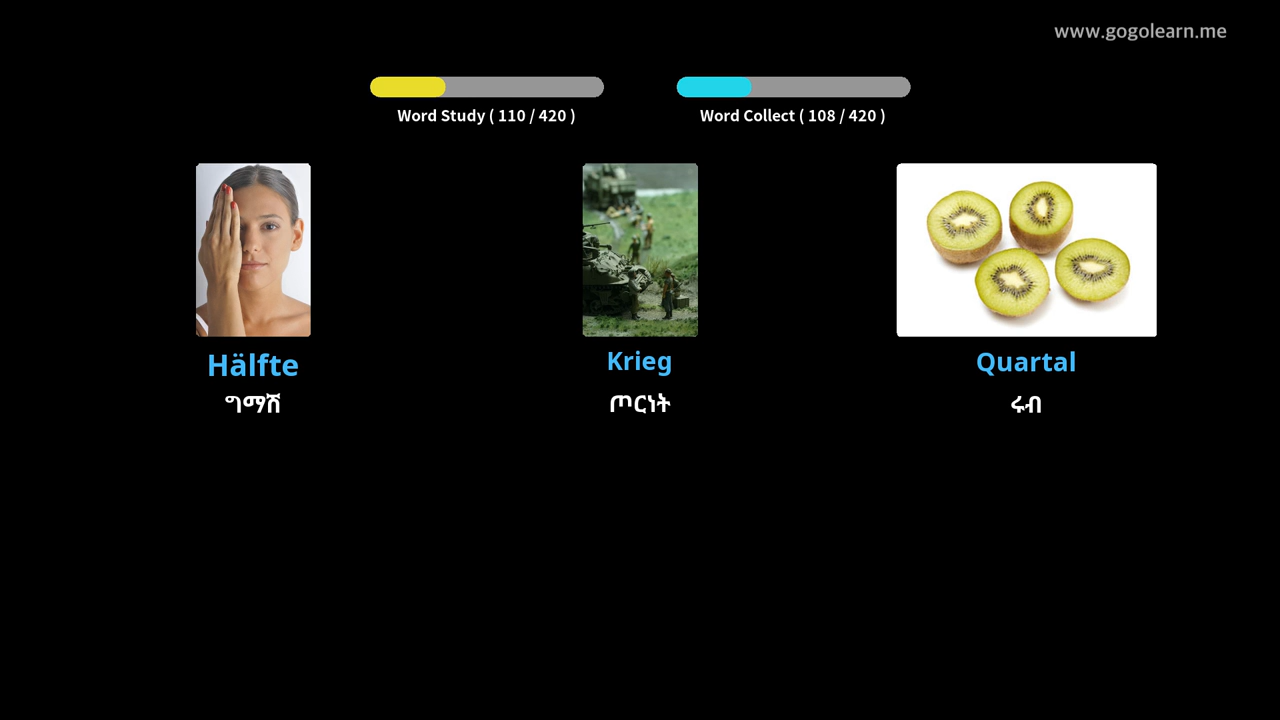 www.gogolearn.me
Word Study ( 110 / 420 )
Word Collect ( 108 / 420 )
Hälfte
ግማሽ
Krieg
ጦርነት
Quartal
ሩብ